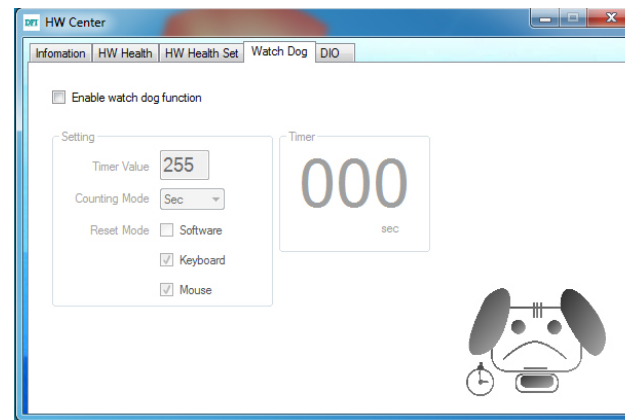 DFI HW Center
Infomation HW Health HW Health Set Watch Dog DIO
Enable watch dog function
Setting
Timer Value 255
Counting Mode Sec
Reset Mode Software
Keyboard
Mouse
Timer
000
sec